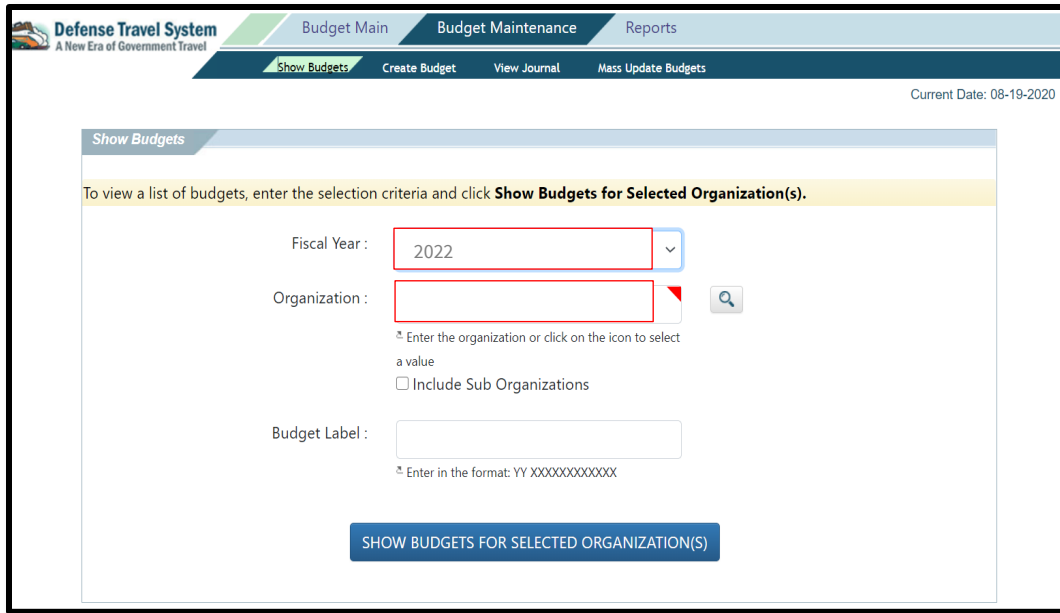 Defense Travel System
A New Era of Government Travel
Budget Main
Budget Maintenance
Reports
Show Budgets
Create Budget
View Journal
Mass Update Budgets
Current Date: 08-19-2020
Show Budgets
To view a list of budgets, enter the selection criteria and click Show Budgets for Selected Organization(s).
Fiscal Year :
2022
Organization :
Enter the organization or click on the icon to select
a value
Include Sub Organizations
Budget Label :
Enter in the format: YY XXXXXXXXXXXX
SHOW BUDGETS FOR SELECTED ORGANIZATION(S)